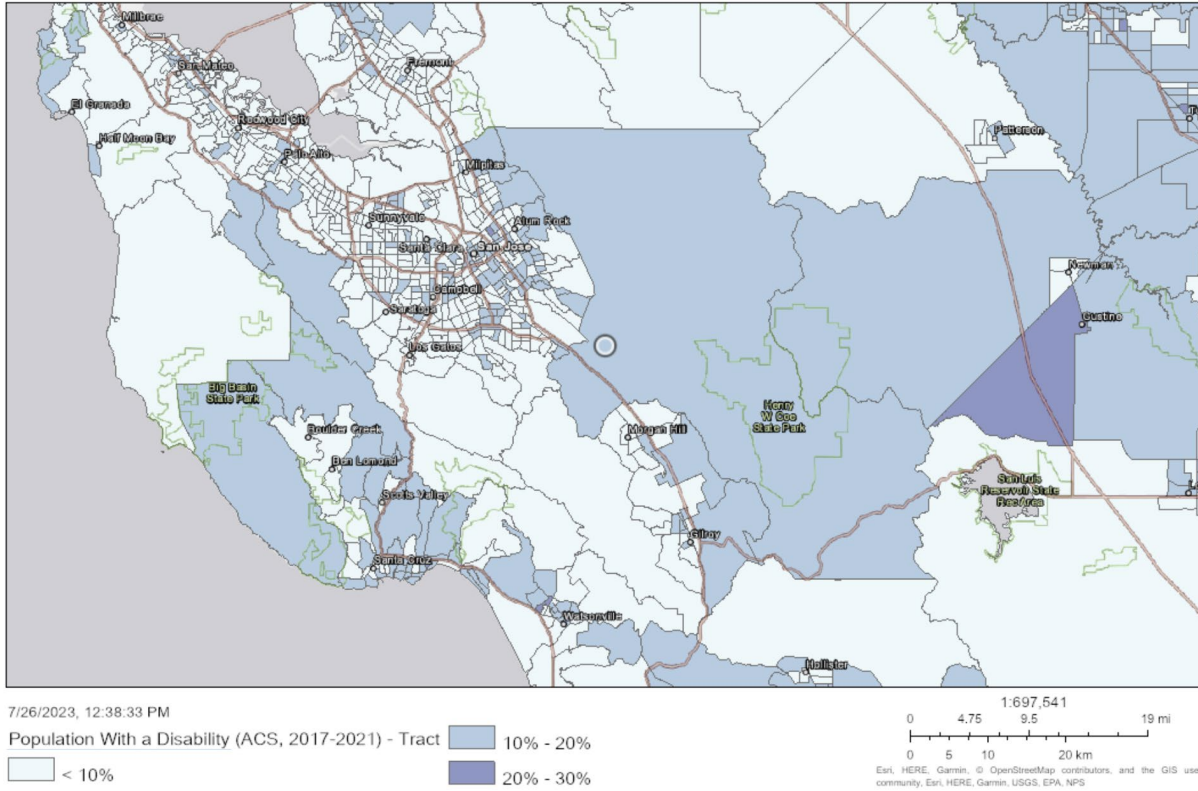 Millbrae
San Mateo
Fremont
El Granada
Redwood City
Half Moon Bay
Palo Alto
Patterson
Milpitas
Sunnyvale
Alum Rock
Santa Clara
San Jose
Newman
Campbell
Saratoga
Gustine
Los Gatos
Big Basin
State Park
Henry
W Coe
State Park
Boulder Creek
Morgan Hill
Ben Lomond
San Luis
Reservoir State
Rec Area
Scotts Valley
Gilroy
Santa Cruz
Watsonville
Hollister
7/26/2023, 12:38:33 PM
Population With a Disability (ACS, 2017-2021) - Tract
< 10%
10% - 20%
20% - 30%
1:697,541
0 4.75 9.5 19 mi
0 5 10 20 km
Esri, HERE, Garmin, © OpenStreetMap contributors, and the GIS use
community, Esri, HERE, Garmin, USGS, EPA, NPS